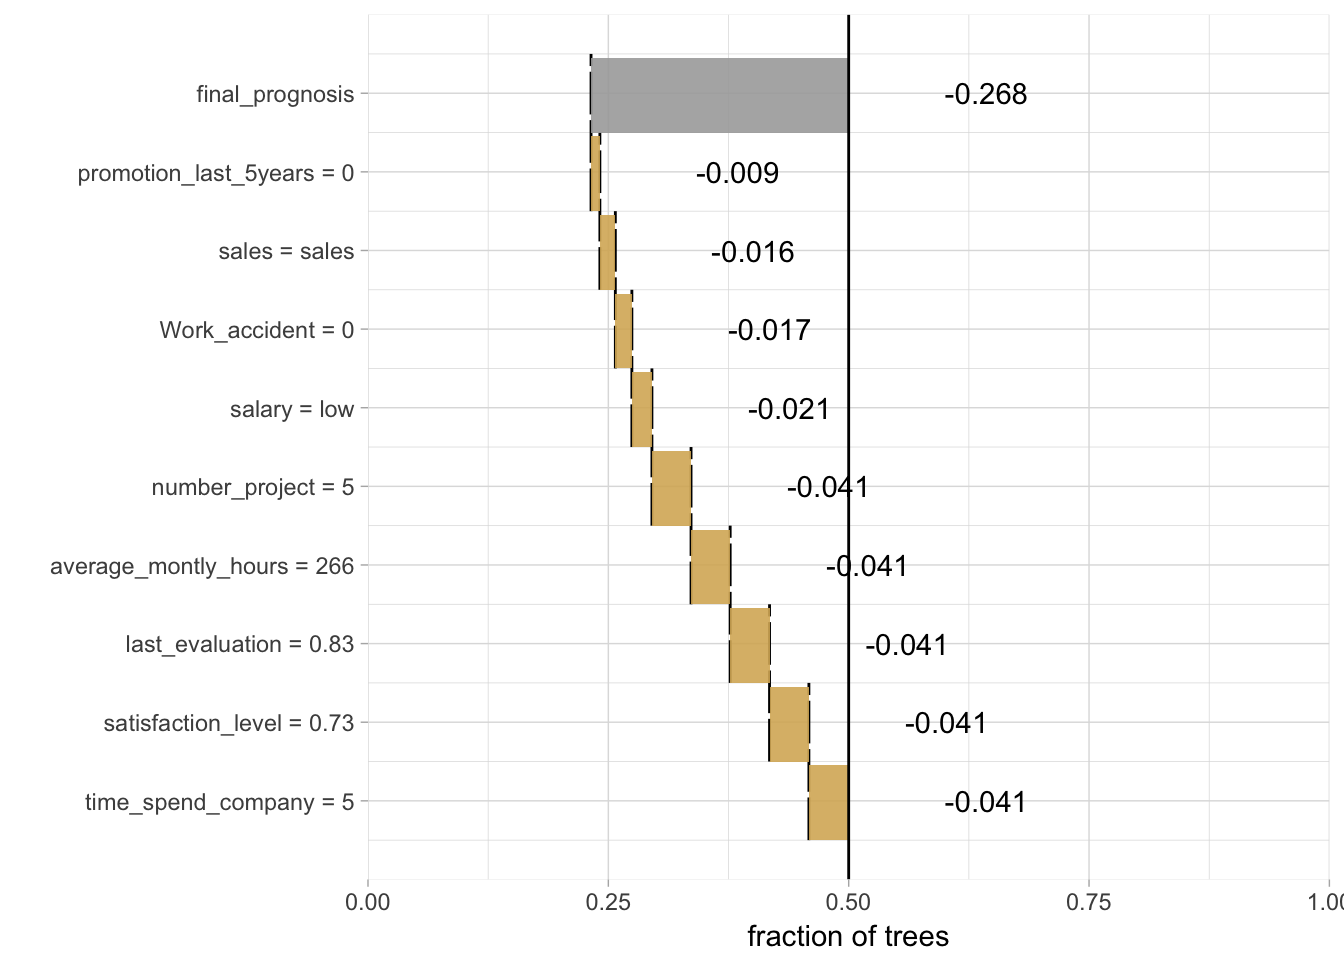 final_prognosis -0.268
promotion_last_5years = 0 -0.009
sales = sales -0.016
Work_accident = 0 -0.017
salary = low -0.021
number_project = 5 -0.041
average_montly_hours = 266 -0.041
last_evaluation = 0.83 -0.041
satisfaction_level = 0.73 -0.041
time_spend_company = 5 -0.041
0.00 0.25 0.50 0.75 1.00
fraction of trees